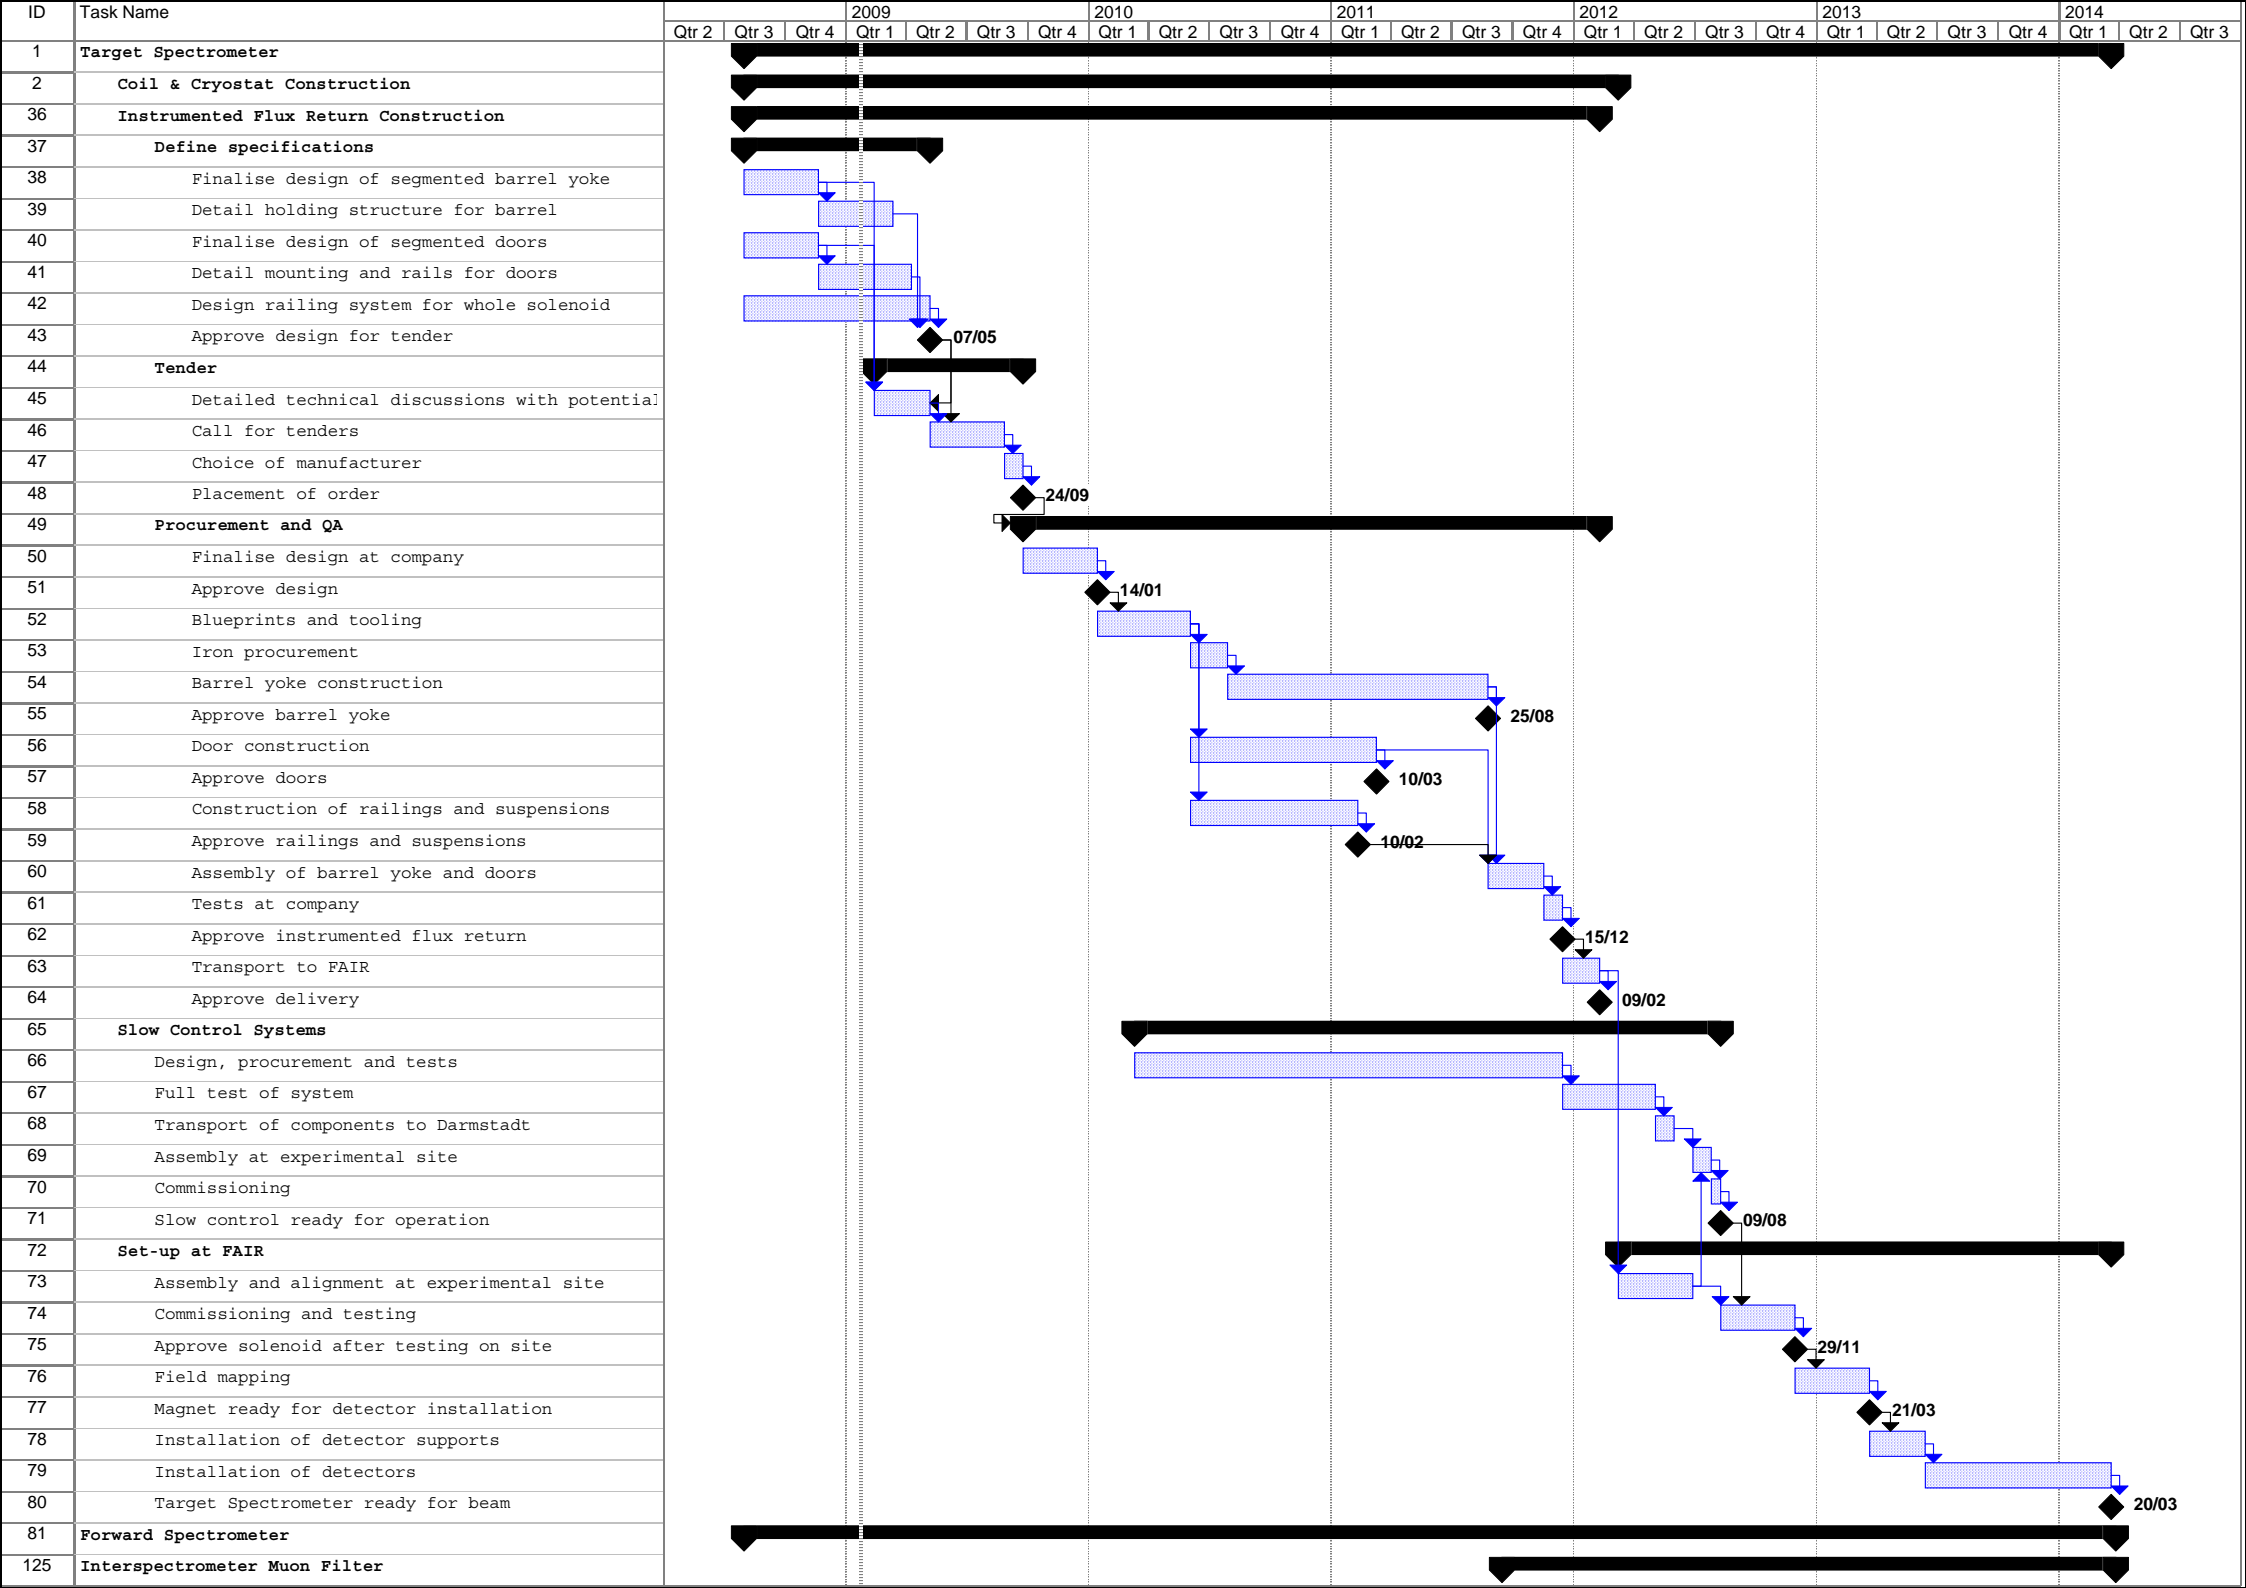 ID Task Name 2009 2010 2011 2012 2013 2014
Qtr 2 Qtr 3 Qtr 4 Qtr 1 Qtr 2 Qtr 3 Qtr 4 Qtr 1 Qtr 2 Qtr 3 Qtr 4 Qtr 1 Qtr 2 Qtr 3 Qtr 4 Qtr 1 Qtr 2 Qtr 3 Qtr 4 Qtr 1 Qtr 2 Qtr 3 Qtr 4 Qtr 1 Qtr 2 Qtr 3
1 Target Spectrometer
2 Coil & Cryostat Construction
36 Instrumented Flux Return Construction
37 Define specifications
38 Finalise design of segmented barrel yoke
39 Detail holding structure for barrel
40 Finalise design of segmented doors
41 Detail mounting and rails for doors
42 Design railing system for whole solenoid
43 Approve design for tender 07/05
44 Tender
45 Detailed technical discussions with potential
46 Call for tenders
47 Choice of manufacturer
48 Placement of order 24/09
49 Procurement and QA
50 Finalise design at company
51 Approve design 14/01
52 Blueprints and tooling
53 Iron procurement
54 Barrel yoke construction
55 Approve barrel yoke 25/08
56 Door construction
57 Approve doors 10/03
58 Construction of railings and suspensions
59 Approve railings and suspensions 10/02
60 Assembly of barrel yoke and doors
61 Tests at company
62 Approve instrumented flux return 15/12
63 Transport to FAIR
64 Approve delivery 09/02
65 Slow Control Systems
66 Design, procurement and tests
67 Full test of system
68 Transport of components to Darmstadt
69 Assembly at experimental site
70 Commissioning
71 Slow control ready for operation 09/08
72 Set-up at FAIR
73 Assembly and alignment at experimental site
74 Commissioning and testing
75 Approve solenoid after testing on site 29/11
76 Field mapping
77 Magnet ready for detector installation 21/03
78 Installation of detector supports
79 Installation of detectors
80 Target Spectrometer ready for beam 20/03
81 Forward Spectrometer
125 Interspectrometer Muon Filter